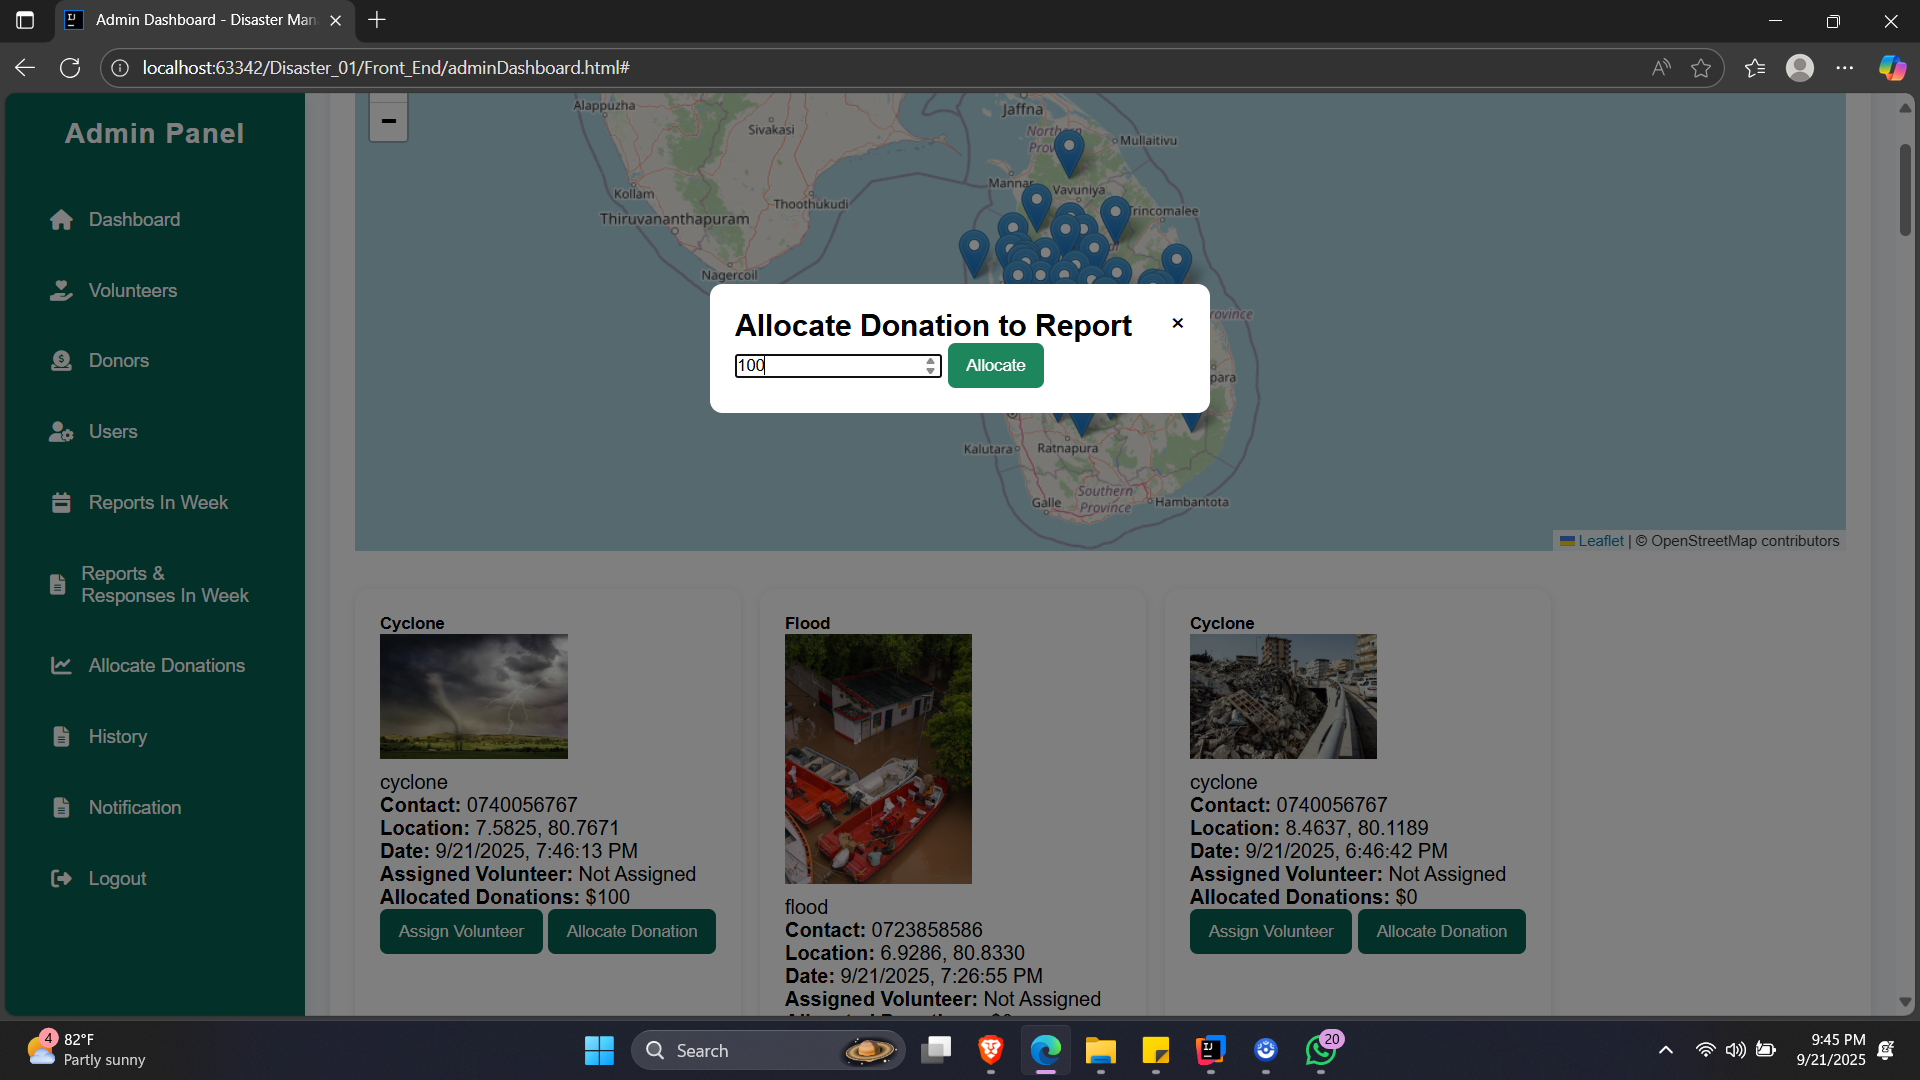 Admin Dashboard - Disaster Man
localhost:63342/Disaster_01/Front_End/adminDashboard.html#
Admin Panel
Dashboard
Volunteers
Donors
Users
Reports In Week
Reports &
Responses In Week
Allocate Donations
History
Notification
Logout
−
Alappuzha
Sivakasi
Kollam
Thoothukudi
Thiruvananthapuram
Nagercoil
Jaffna
Northern
Mullaitivu
Mannar
Vavuniya
Trincomalee
Kalutara
Ratnapura
Galle
Southern
Province
Hambantota
Leaflet | © OpenStreetMap contributors
Allocate Donation to Report
×
100
Allocate
Cyclone
cyclone
Contact: 0740056767
Location: 7.5825, 80.7671
Date: 9/21/2025, 7:46:13 PM
Assigned Volunteer: Not Assigned
Allocated Donations: $100
Assign Volunteer
Allocate Donation
Flood
flood
Contact: 0723858586
Location: 6.9286, 80.8330
Date: 9/21/2025, 7:26:55 PM
Assigned Volunteer: Not Assigned
Cyclone
cyclone
Contact: 0740056767
Location: 8.4637, 80.1189
Date: 9/21/2025, 6:46:42 PM
Assigned Volunteer: Not Assigned
Allocated Donations: $0
Assign Volunteer
Allocate Donation
4
82°F
Partly sunny
Search
20
9:45 PM
9/21/2025